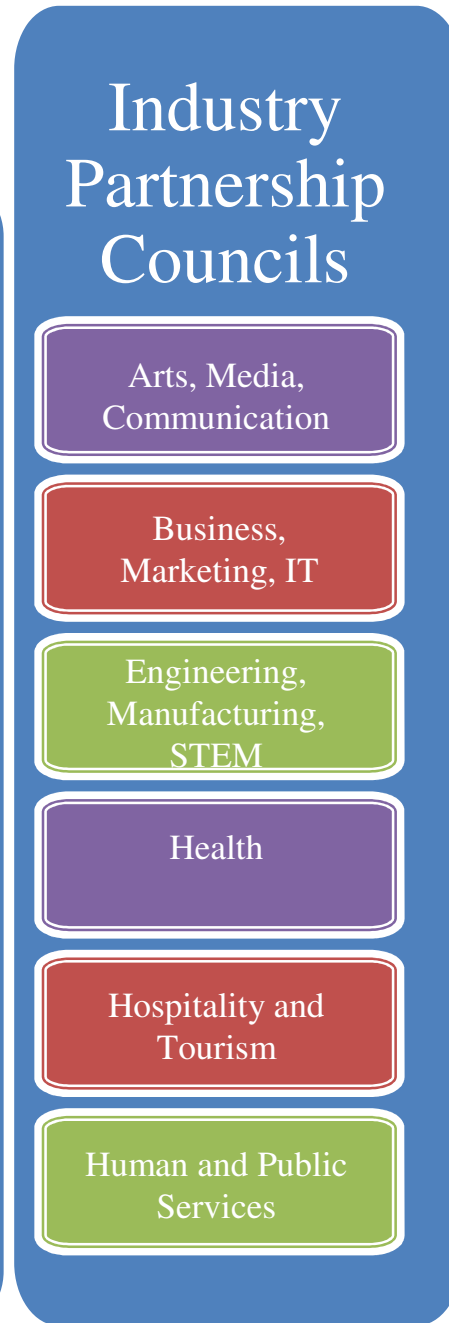 Industry
Partnership
Councils
Arts, Media,
Communication
Business,
Marketing, IT
Engineering,
Manufacturing,
STEM
Health
Hospitality and
Tourism
Human and Public
Services